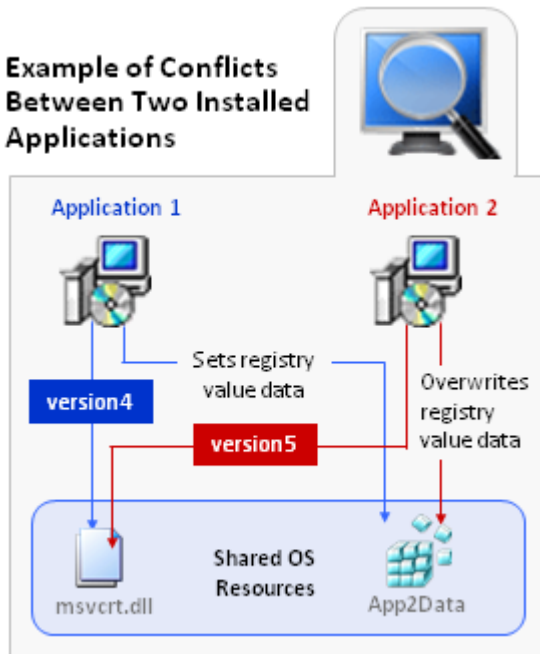 Example of Conflicts
Between Two Installed
Applications
Application 1
Application 2
Sets registry
value data
version4
Overwrites
registry
value data
version5
Shared OS
Resources
msvcrt.dll
App2Data